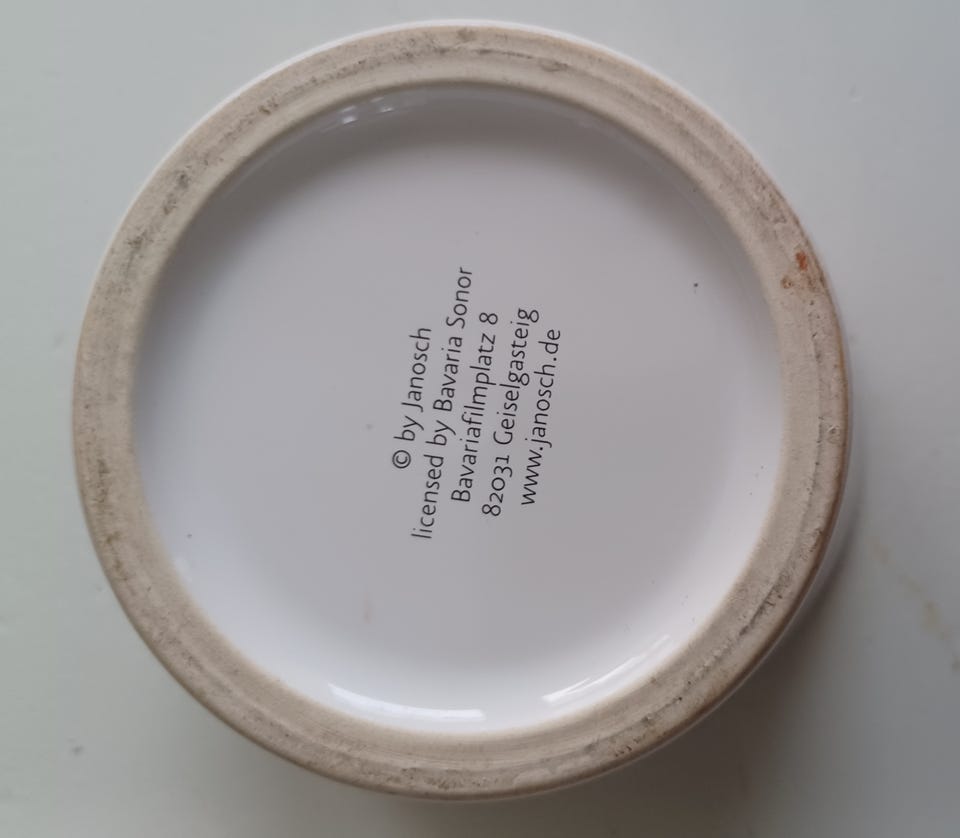 © by Janosch
licensed by Bavaria Sonor
Bavariafilmplatz 8
82031 Geiselgasteig
www.janosch.de